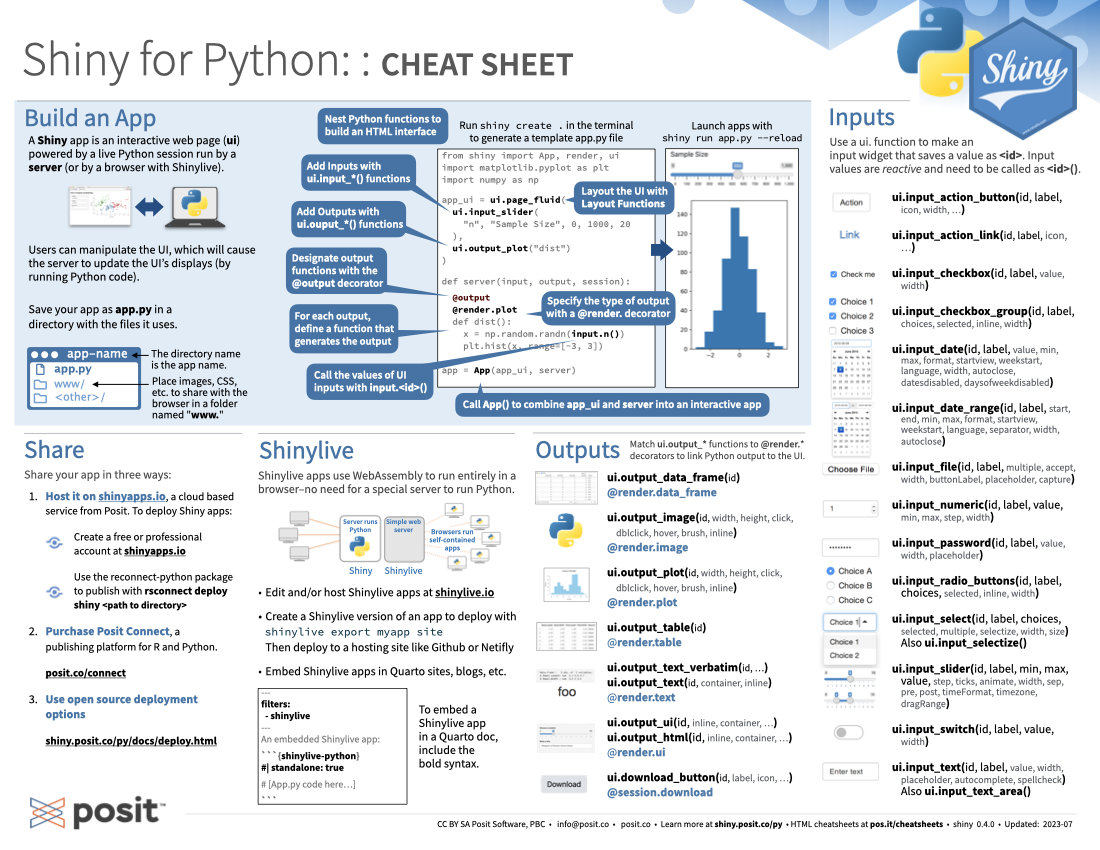 Shiny for Python: : CHEAT SHEET
Shiny
Build an App
A Shiny app is an interactive web page (ui)
powered by a live Python session run by a
server (or by a browser with Shinylive).
Users can manipulate the UI, which will cause
the server to update the UI's displays (by
running Python code).
Save your app as app.py in a
directory with the files it uses.
app-name
app.py
www/
<other>/
The directory name
is the app name.
Place images, CSS,
etc. to share with the
browser in a folder
named "www."
Nest Python functions to
build an HTML interface
Add Inputs with
ui.input_*() functions
Add Outputs with
ui.ouput_*() functions
Designate output
functions with the
@output decorator
For each output,
define a function that
generates the output
Call the values of UI
inputs with input.<id>()
Run shiny create . in the terminal
to generate a template app.py file
from shiny import App, render, ui
import matplotlib.pyplot as plt
import numpy as np
app_ui = ui.page_fluid(
ui.input_slider(
"n", "Sample Size", 0, 1000, 20
),
ui.output_plot("dist")
)
def server(input, output, session):
@output
@render.plot
def dist():
x = np.random.randn(input.n())
plt.hist(x, range=[-3, 3])
app = App(app_ui, server)
Layout the UI with
Layout Functions
Specify the type of output
with a @render. decorator
Call App() to combine app_ui and server into an interactive app
Launch apps with
shiny run app.py --reload
Sample Size
140
120
100
80
60
40
20
0
−2
0
2
Inputs
Use a ui. function to make an
input widget that saves a value as <id>. Input
values are reactive and need to be called as <id>().
Action
ui.input_action_button(id, label,
icon, width, …)
Link
ui.input_action_link(id, label, icon,
…)
Check me
ui.input_checkbox(id, label, value,
width)
Choice 1
Choice 2
Choice 3
ui.input_checkbox_group(id, label,
choices, selected, inline, width)
ui.input_date(id, label, value, min,
max, format, startview, weekstart,
language, width, autoclose,
datesdisabled, daysofweekdisabled)
ui.input_date_range(id, label, start,
end, min, max, format, startview,
weekstart, language, separator, width,
autoclose)
Choose File
ui.input_file(id, label, multiple, accept,
width, buttonLabel, placeholder, capture)
1
ui.input_numeric(id, label, value,
min, max, step, width)
ui.input_password(id, label, value,
width, placeholder)
Choice A
Choice B
Choice C
ui.input_radio_buttons(id, label,
choices, selected, inline, width)
Choice 1
Choice 1
Choice 2
ui.input_select(id, label, choices,
selected, multiple, selectize, width, size)
Also ui.input_selectize()
ui.input_slider(id, label, min, max,
value, step, ticks, animate, width, sep,
pre, post, timeFormat, timezone,
dragRange)
ui.input_switch(id, label, value,
width)
Enter text
ui.input_text(id, label, value, width,
placeholder, autocomplete, spellcheck)
Also ui.input_text_area()
Share
Share your app in three ways:
1. Host it on shinyapps.io, a cloud based
service from Posit. To deploy Shiny apps:
Create a free or professional
account at shinyapps.io
Use the reconnect-python package
to publish with rsconnect deploy
shiny <path to directory>
2. Purchase Posit Connect, a
publishing platform for R and Python.
posit.co/connect
3. Use open source deployment
options
shiny.posit.co/py/docs/deploy.html
Shinylive
Shinylive apps use WebAssembly to run entirely in a
browser–no need for a special server to run Python.
Server runs
Python
Simple web
server
Browsers run
self-contained
apps
Shiny
Shinylive
• Edit and/or host Shinylive apps at shinylive.io
• Create a Shinylive version of an app to deploy with
shinylive export myapp site
Then deploy to a hosting site like Github or Netifly
• Embed Shinylive apps in Quarto sites, blogs, etc.
---
filters:
- shinylive
---
An embedded Shinylive app:
```{shinylive-python}
#| standalone: true
# [App.py code here…]
```
To embed a
Shinylive app
in a Quarto doc,
include the
bold syntax.
Outputs
Match ui.output_* functions to @render.*
decorators to link Python output to the UI.
ui.output_data_frame(id)
@render.data_frame
ui.output_image(id, width, height, click,
dblclick, hover, brush, inline)
@render.image
ui.output_plot(id, width, height, click,
dblclick, hover, brush, inline)
@render.plot
ui.output_table(id)
@render.table
foo
ui.output_text_verbatim(id, …)
ui.output_text(id, container, inline)
@render.text
ui.output_ui(id, inline, container, …)
ui.output_html(id, inline, container, …)
@render.ui
Download
ui.download_button(id, label, icon, …)
@session.download
posit™
CC BY SA Posit Software, PBC • info@posit.co • posit.co • Learn more at shiny.posit.co/py • HTML cheatsheets at pos.it/cheatsheets • shiny 0.4.0 • Updated: 2023-07